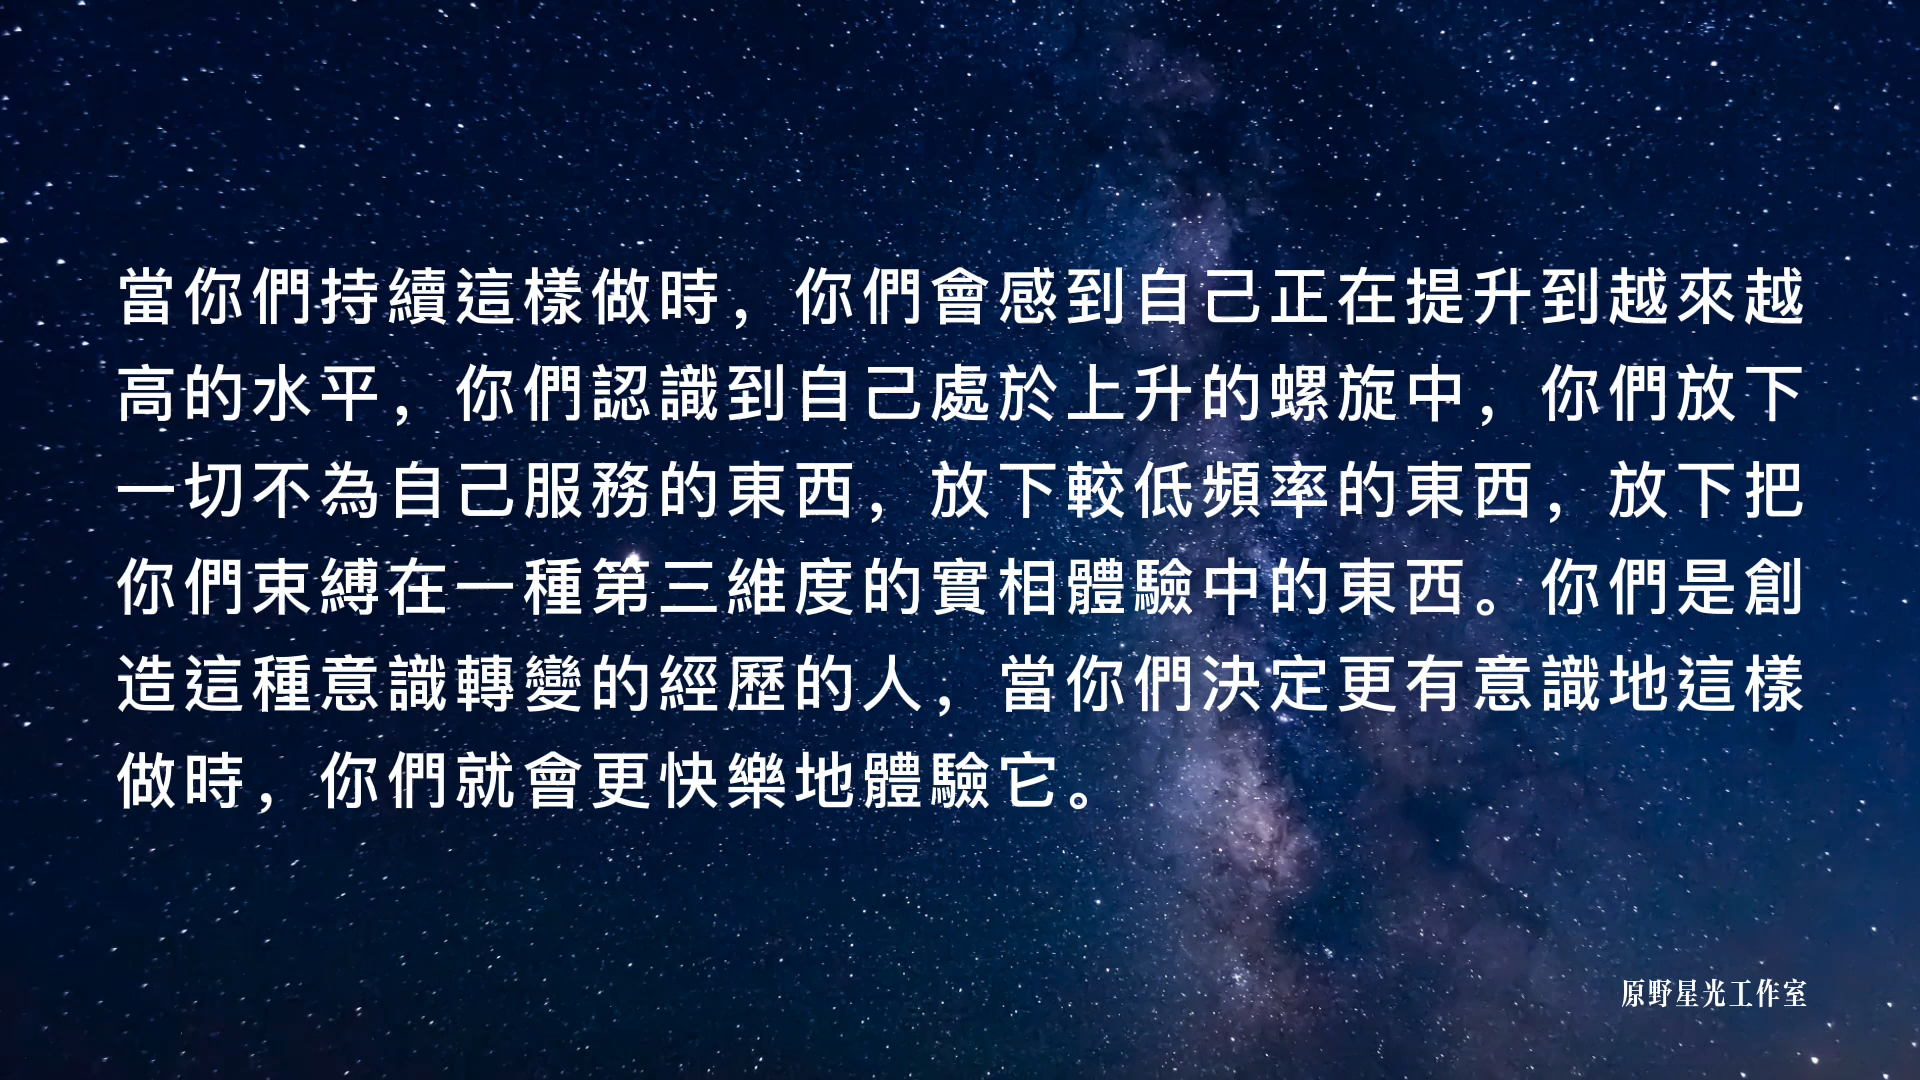 當你們持續這樣做時，你們會感到自己正在提升到越來越
高的水平，你們認識到自己處於上升的螺旋中，你們放下
一切不為自己服務的東西，放下較低頻率的東西，放下把
你們束縛在一種第三維度的實相體驗中的東西。你們是創
造這種意識轉變的經歷的人，當你們決定更有意識地這樣
做時，你們就會更快樂地體驗它。
原野星光工作室